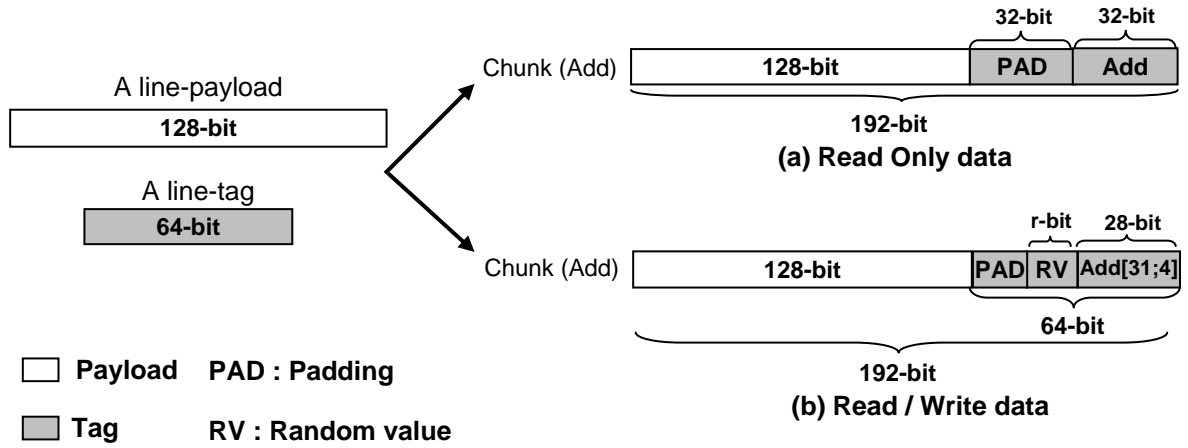 A line-payload
128-bit
A line-tag
64-bit
32-bit 32-bit
Chunk (Add) 128-bit PAD Add
192-bit
(a) Read Only data
r-bit 28-bit
Chunk (Add) 128-bit PAD RV Add[31;4]
64-bit
192-bit
(b) Read / Write data
Payload PAD : Padding
Tag RV : Random value